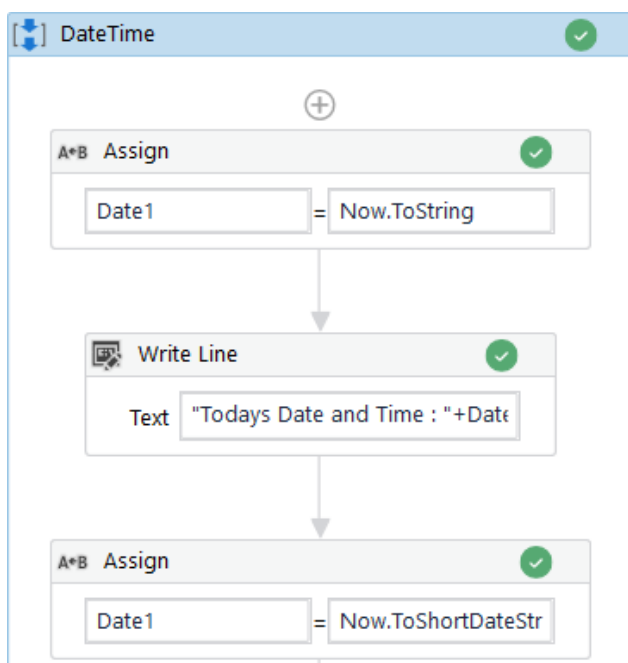 DateTime
A+B Assign
Date1 = Now.ToString
Write Line
Text "Todays Date and Time : "+Date
A+B Assign
Date1 = Now.ToShortDateStr